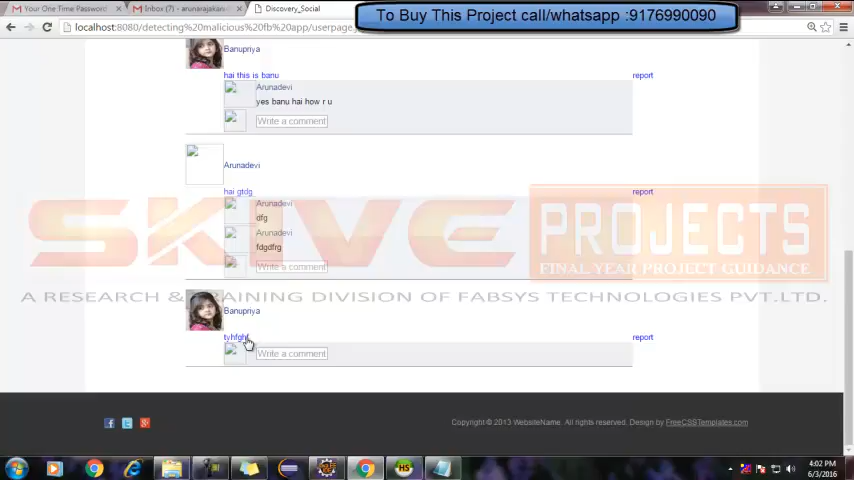 Your One Time Password
Inbox (7) - arunarajakani
Discovery_Social
To Buy This Project call/whatsapp :9176990090
localhost:8080/detecting%20malicious%20fb%20app/userpage.
Banupriya
hai this is banu
report
Arunadevi
yes banu hai how r u
Write a comment
Arunadevi
hai gtdg
report
Arunadevi
dfg
Arunadevi
fdgdfrg
Write a comment
SKIVE PROJECTS
FINAL YEAR PROJECT GUIDANCE
A RESEARCH & TRAINING DIVISION OF FABSYS TECHNOLOGIES PVT.LTD.
Banupriya
tyhfghf
report
Write a comment
Copyright © 2013 WebsiteName. All rights reserved. Design by FreeCSSTemplates.com
HS
4:02 PM
6/3/2016